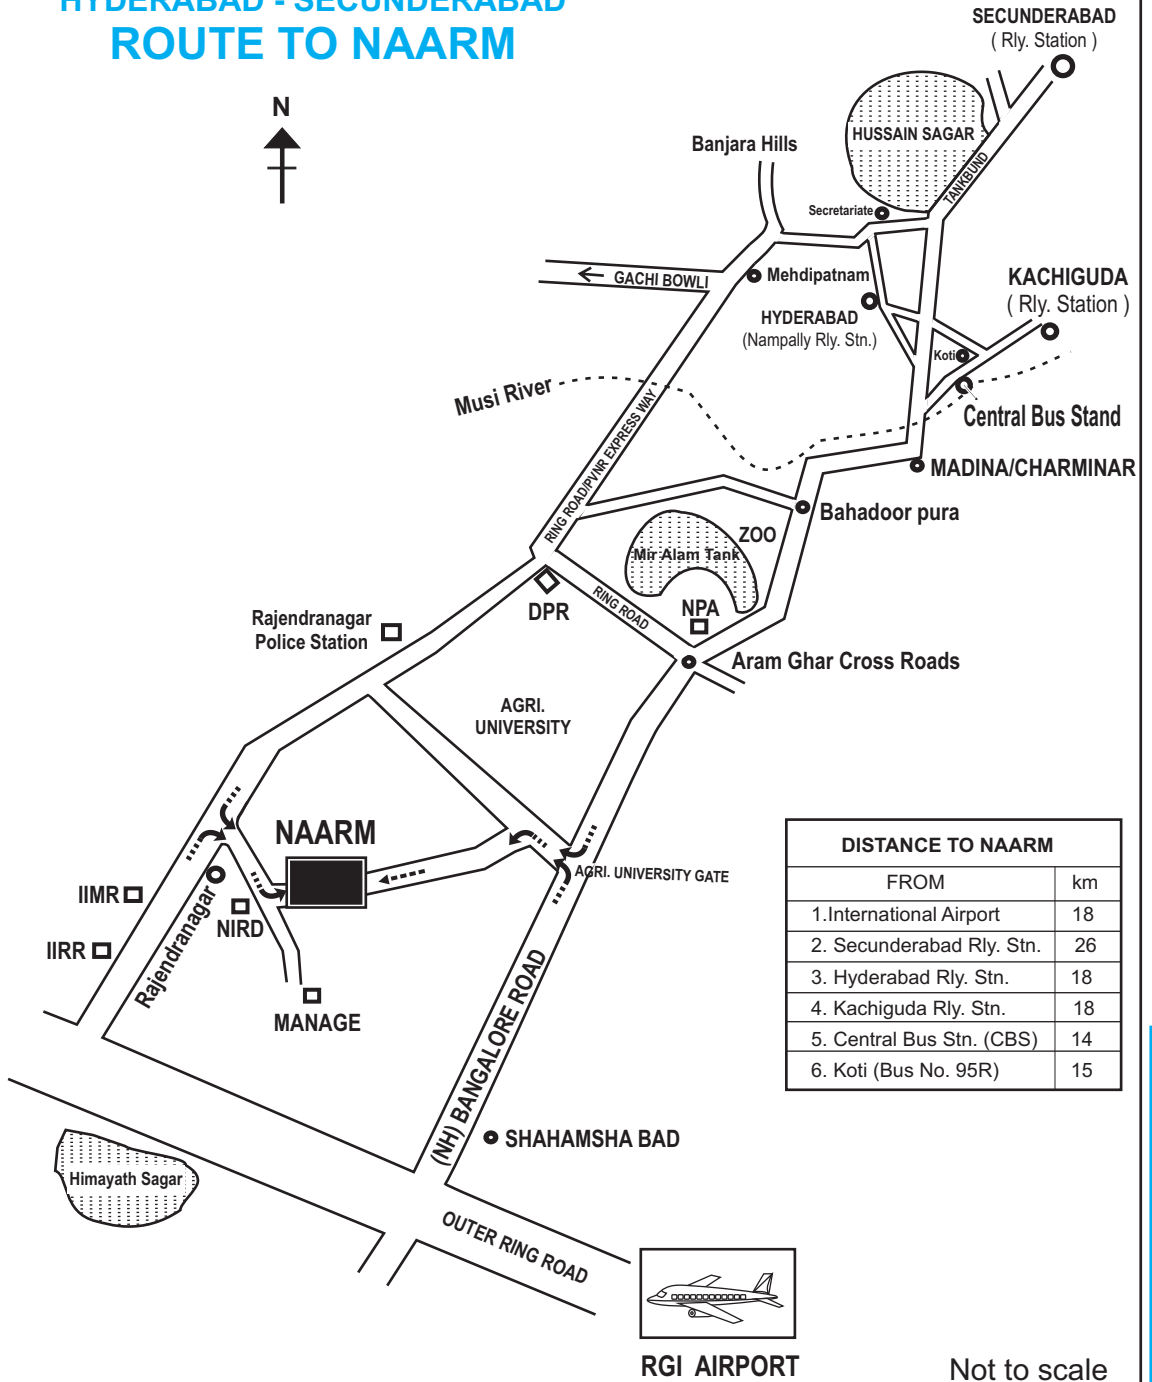 HYDERABAD - SECUNDERABAD
ROUTE TO NAARM
N
SECUNDERABAD
( Rly. Station )
HUSSAIN SAGAR
TANKBUND
Banjara Hills
Secretariate
GACHI BOWLI
Mehdipatnam
HYDERABAD
(Nampally Rly. Stn.)
KACHIGUDA
( Rly. Station )
Koti
Central Bus Stand
Musi River
RING ROAD/PVNR EXPRESS WAY
MADINA/CHARMINAR
Bahadoor pura
ZOO
Mir Alam Tank
NPA
RING ROAD
DPR
Rajendranagar
Police Station
Aram Ghar Cross Roads
AGRI.
UNIVERSITY
NAARM
AGRI. UNIVERSITY GATE
IIMR
IIRR
Rajendranagar
NIRD
MANAGE
(NH) BANGALORE ROAD
SHAHAMSHA BAD
Himayath Sagar
OUTER RING ROAD
RGI AIRPORT
DISTANCE TO NAARM
FROM km
1.International Airport 18
2. Secunderabad Rly. Stn. 26
3. Hyderabad Rly. Stn. 18
4. Kachiguda Rly. Stn. 18
5. Central Bus Stn. (CBS) 14
6. Koti (Bus No. 95R) 15
Not to scale